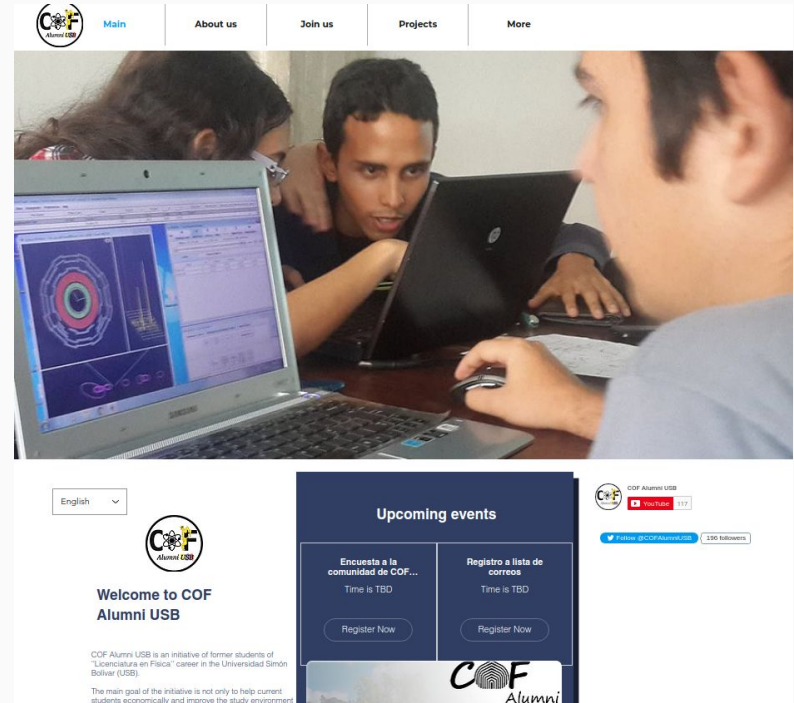 COF
Alumni USB
Main
About us
Join us
Projects
More
SAMSUNG
English
COF
Alumni USB
Welcome to COF
Alumni USB
COF Alumni USB is an initiative of former students of
"Licenciatura en Física" career in the Universidad Simón
Bolívar (USB).
The main goal of the initiative is not only to help current
students economically and improve the study environment
Upcoming events
Encuesta a la
comunidad de COF...
Time is TBD
Register Now
Registro a lista de
correos
Time is TBD
Register Now
COF
Alumni
COF Alumni USB
YouTube 117
Follow @COFAlumniUSB 196 followers